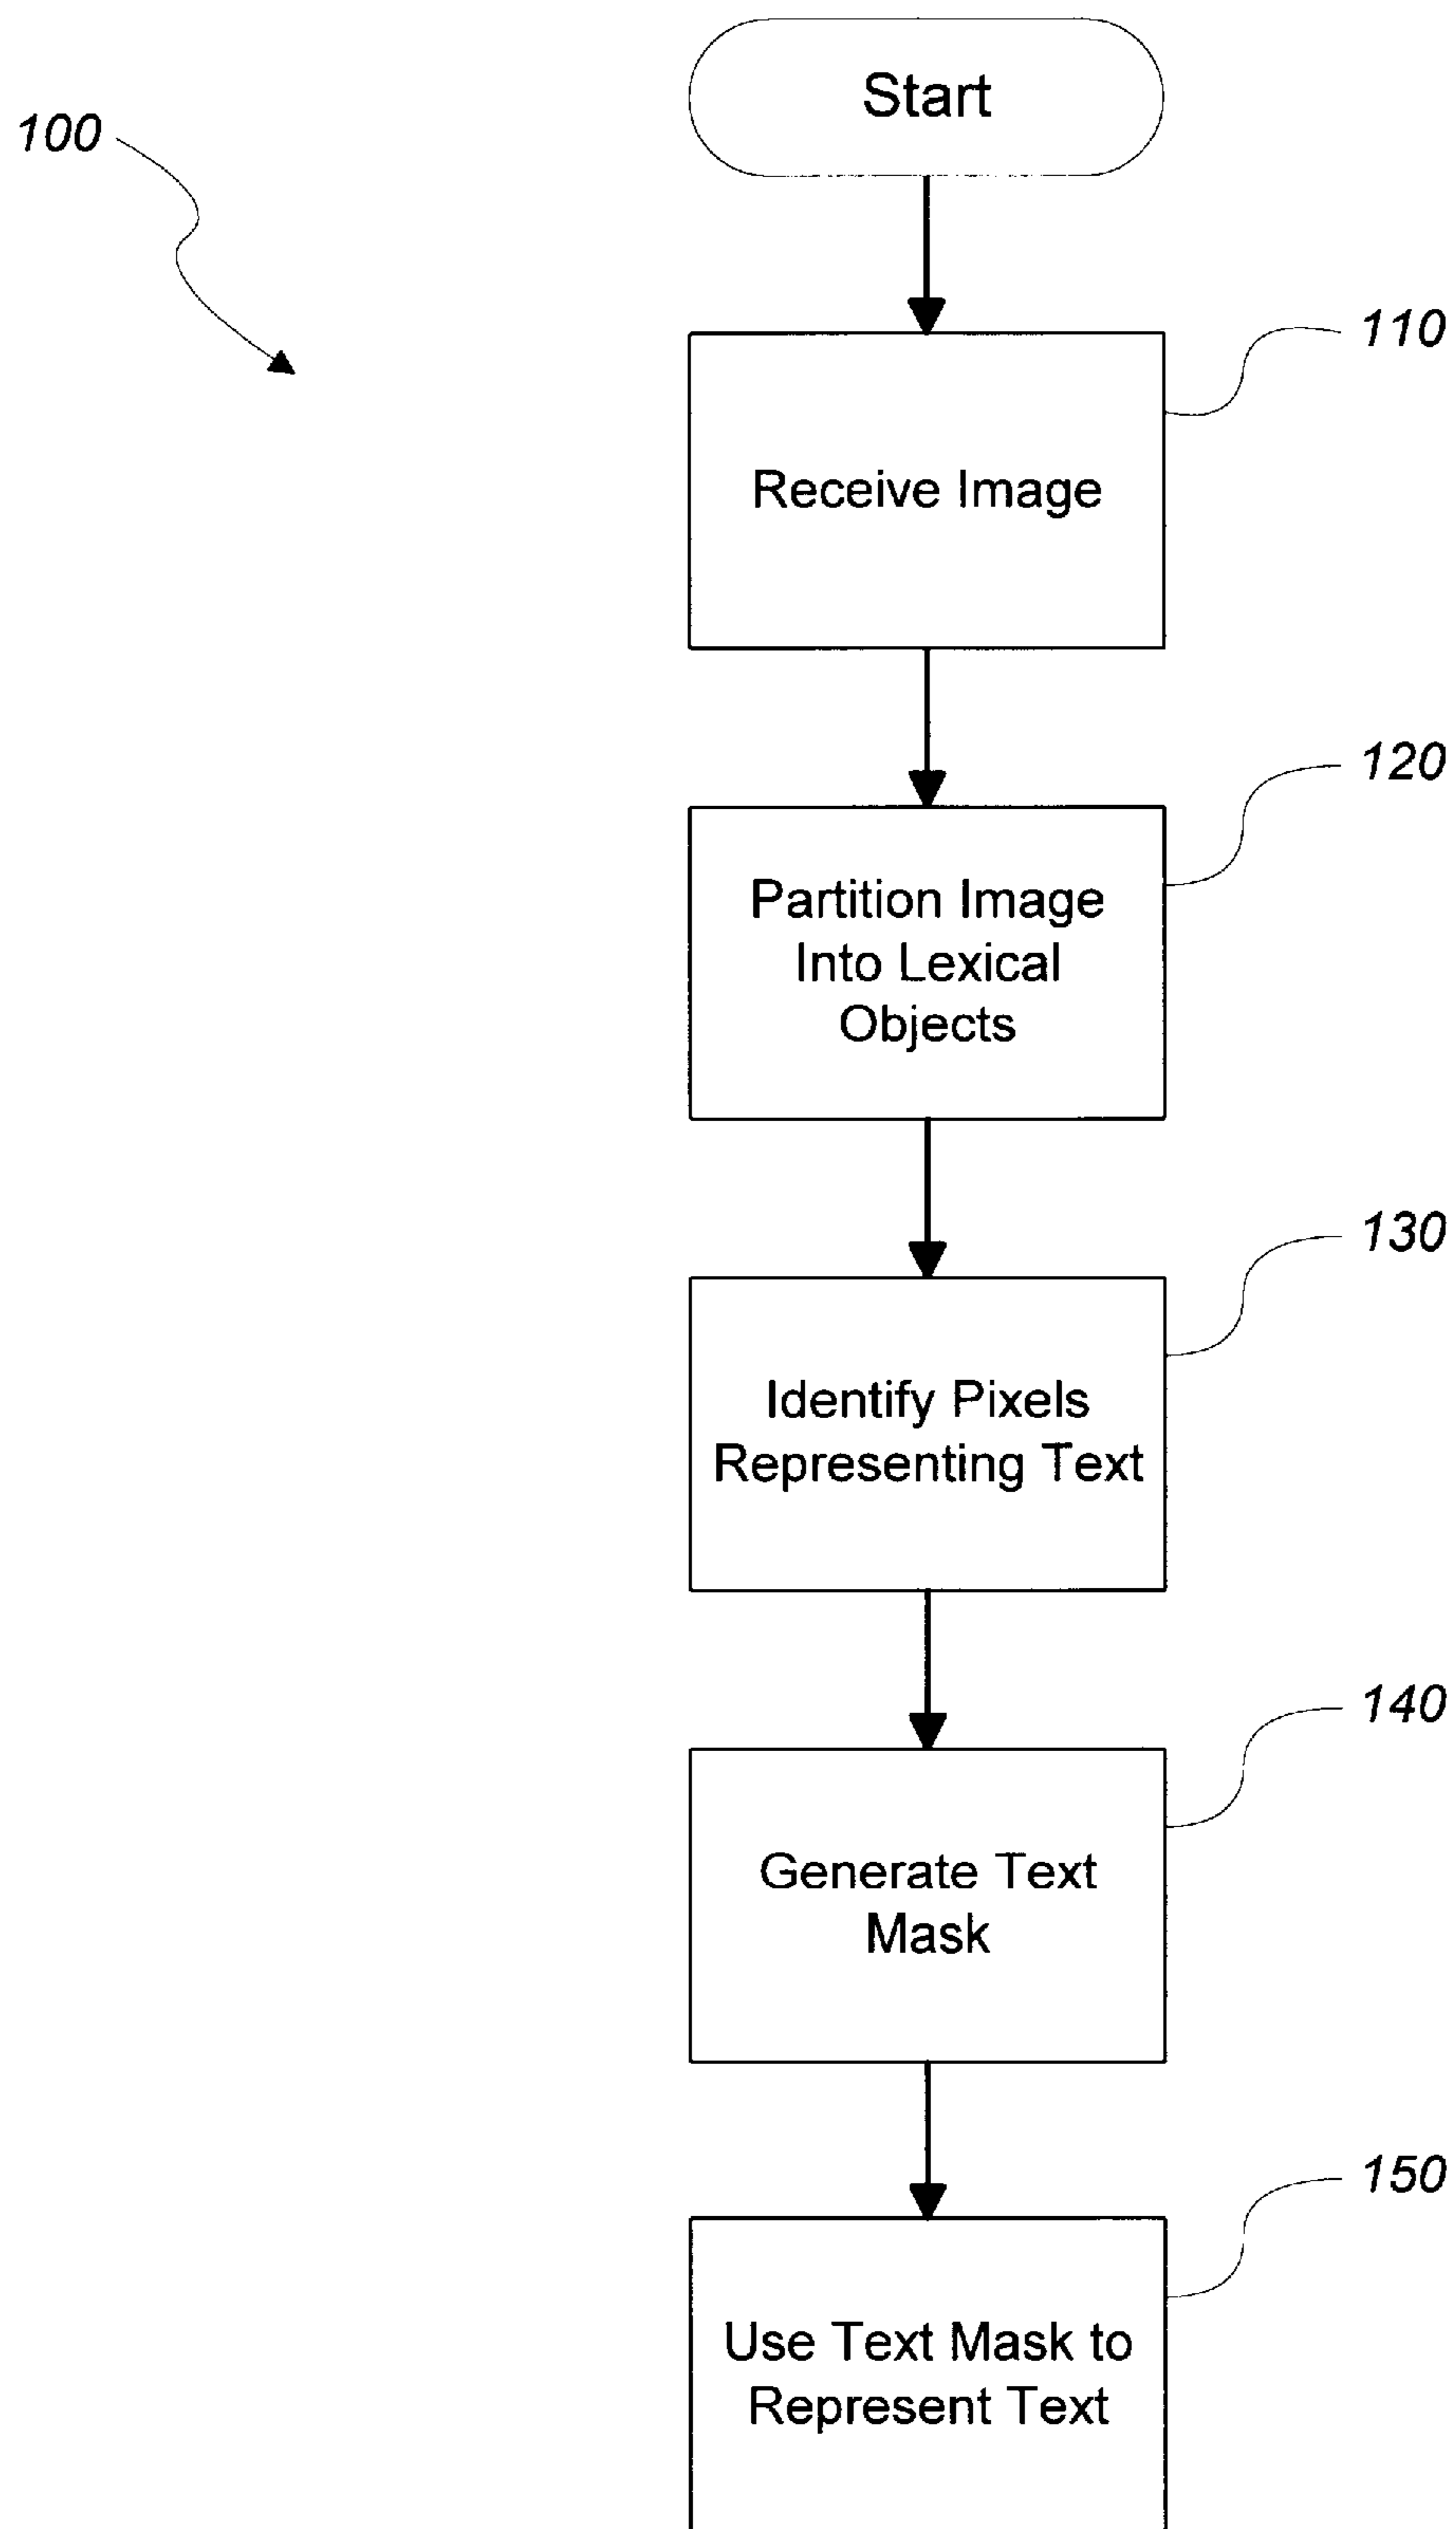 Start
100
110
Receive Image
120
Partition Image
Into Lexical
Objects
130
Identify Pixels
Representing Text
140
Generate Text
Mask
150
Use Text Mask to
Represent Text